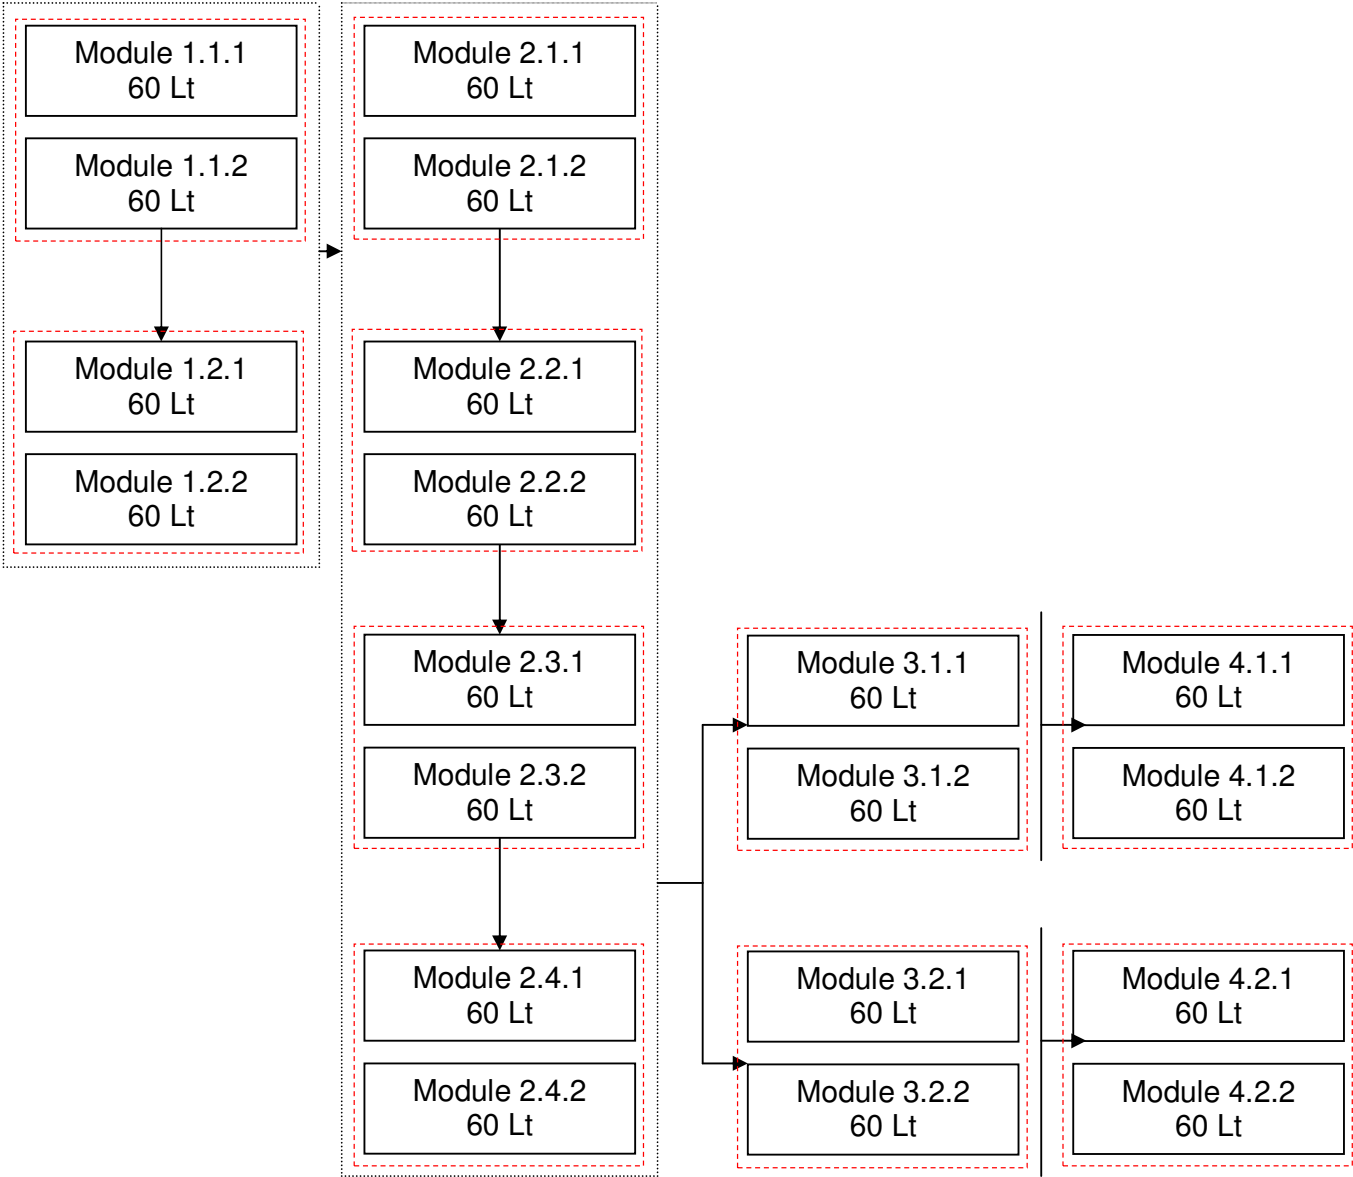 Module 1.1.1
60 Lt
Module 1.1.2
60 Lt
Module 1.2.1
60 Lt
Module 1.2.2
60 Lt
Module 2.1.1
60 Lt
Module 2.1.2
60 Lt
Module 2.2.1
60 Lt
Module 2.2.2
60 Lt
Module 2.3.1
60 Lt
Module 2.3.2
60 Lt
Module 2.4.1
60 Lt
Module 2.4.2
60 Lt
Module 3.1.1
60 Lt
Module 3.1.2
60 Lt
Module 3.2.1
60 Lt
Module 3.2.2
60 Lt
Module 4.1.1
60 Lt
Module 4.1.2
60 Lt
Module 4.2.1
60 Lt
Module 4.2.2
60 Lt